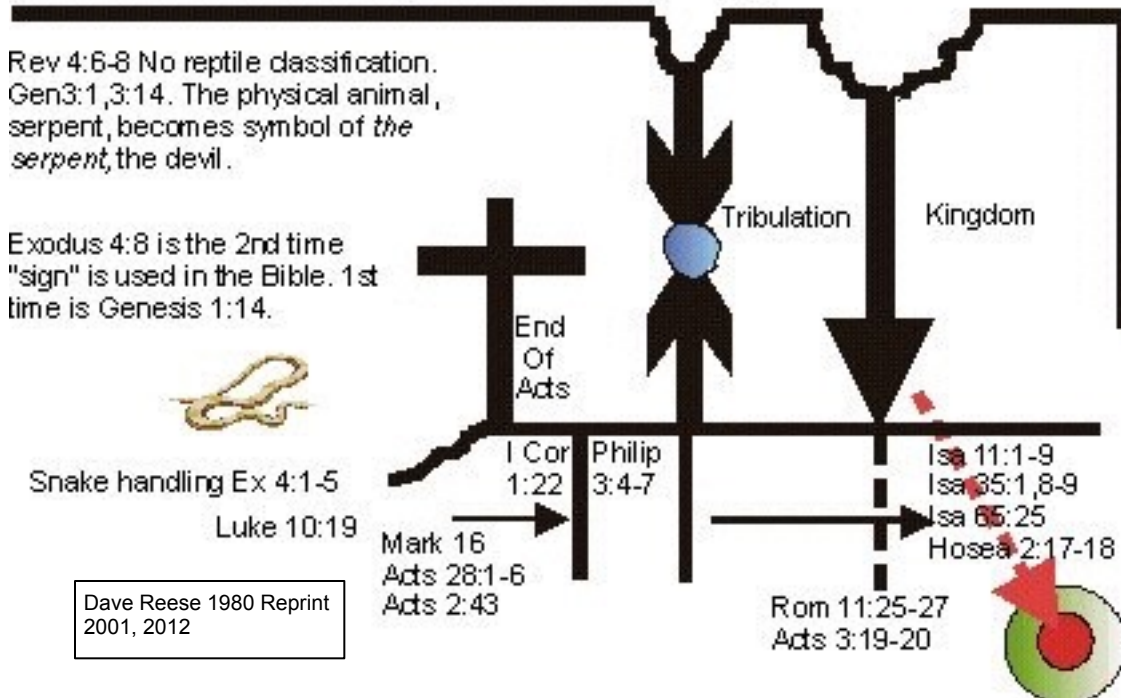 Rev 4:6-8 No reptile classification.
Gen3:1,3:14. The physical animal,
serpent, becomes symbol of the
serpent, the devil.
Exodus 4:8 is the 2nd time
"sign" is used in the Bible. 1st
time is Genesis 1:14.
Tribulation
Kingdom
End
Of
Acts
Snake handling Ex 4:1-5
Luke 10:19
I Cor
1:22
Philip
3:4-7
Mark 16
Acts 28:1-6
Acts 2:43
Isa 11:1-9
Isa 35:1,8-9
Isa 65:25
Hosea 2:17-18
Rom 11:25-27
Acts 3:19-20
Dave Reese 1980 Reprint
2001, 2012